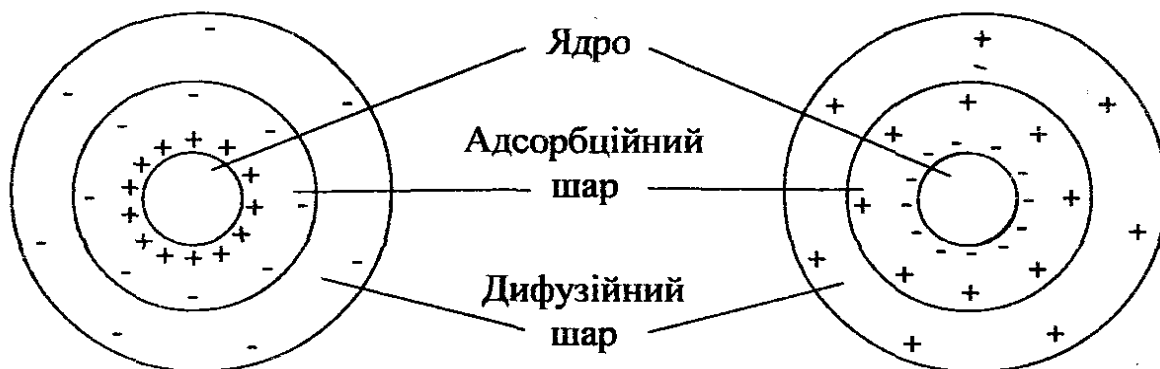 Ядро
Адсорбційний
шар
Дифузійний
шар